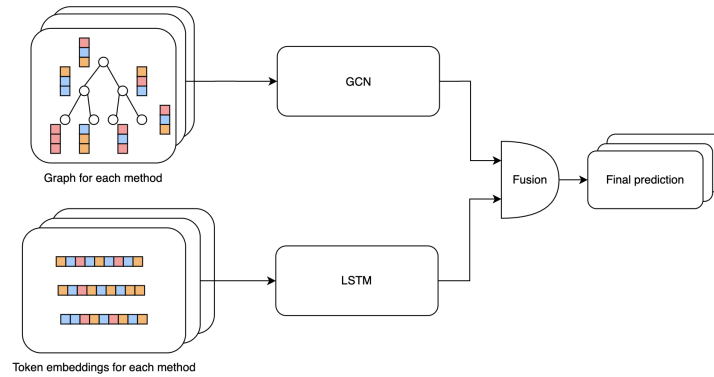 Graph for each method
GCN
Fusion
Final prediction
LSTM
Token embeddings for each method